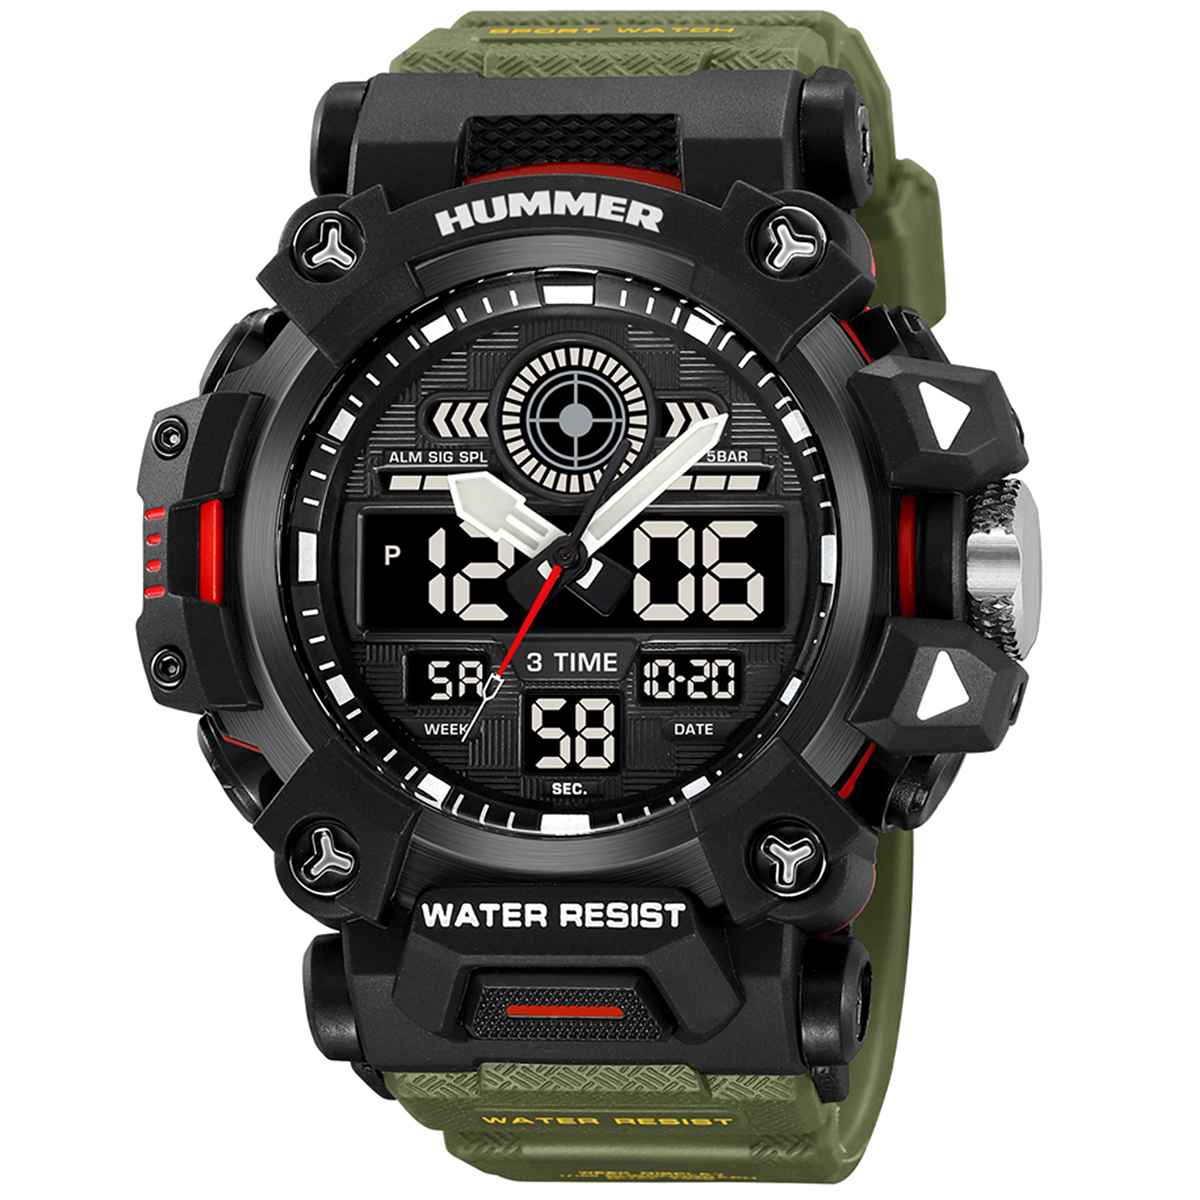 SPORT WATCH
HUMMER
ALM SIG SPL
5BAR
P 12 06
SA 3 TIME 10-20
WEEK 58 DATE
SEC.
WATER RESIST
WATER RESIST